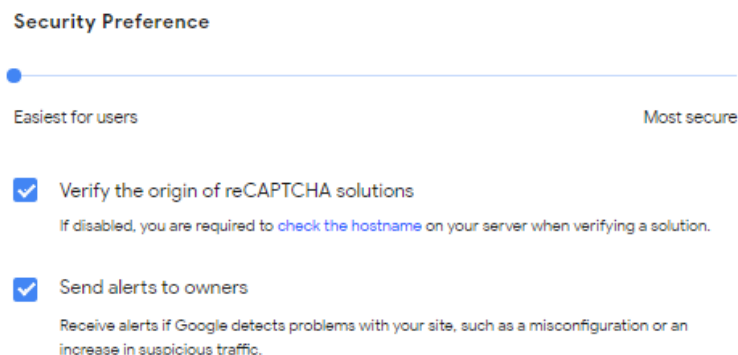 Security Preference
Easiest for users
Most secure
Verify the origin of reCAPTCHA solutions
If disabled, you are required to check the hostname on your server when verifying a solution.
Send alerts to owners
Receive alerts if Google detects problems with your site, such as a misconfiguration or an
increase in suspicious traffic.